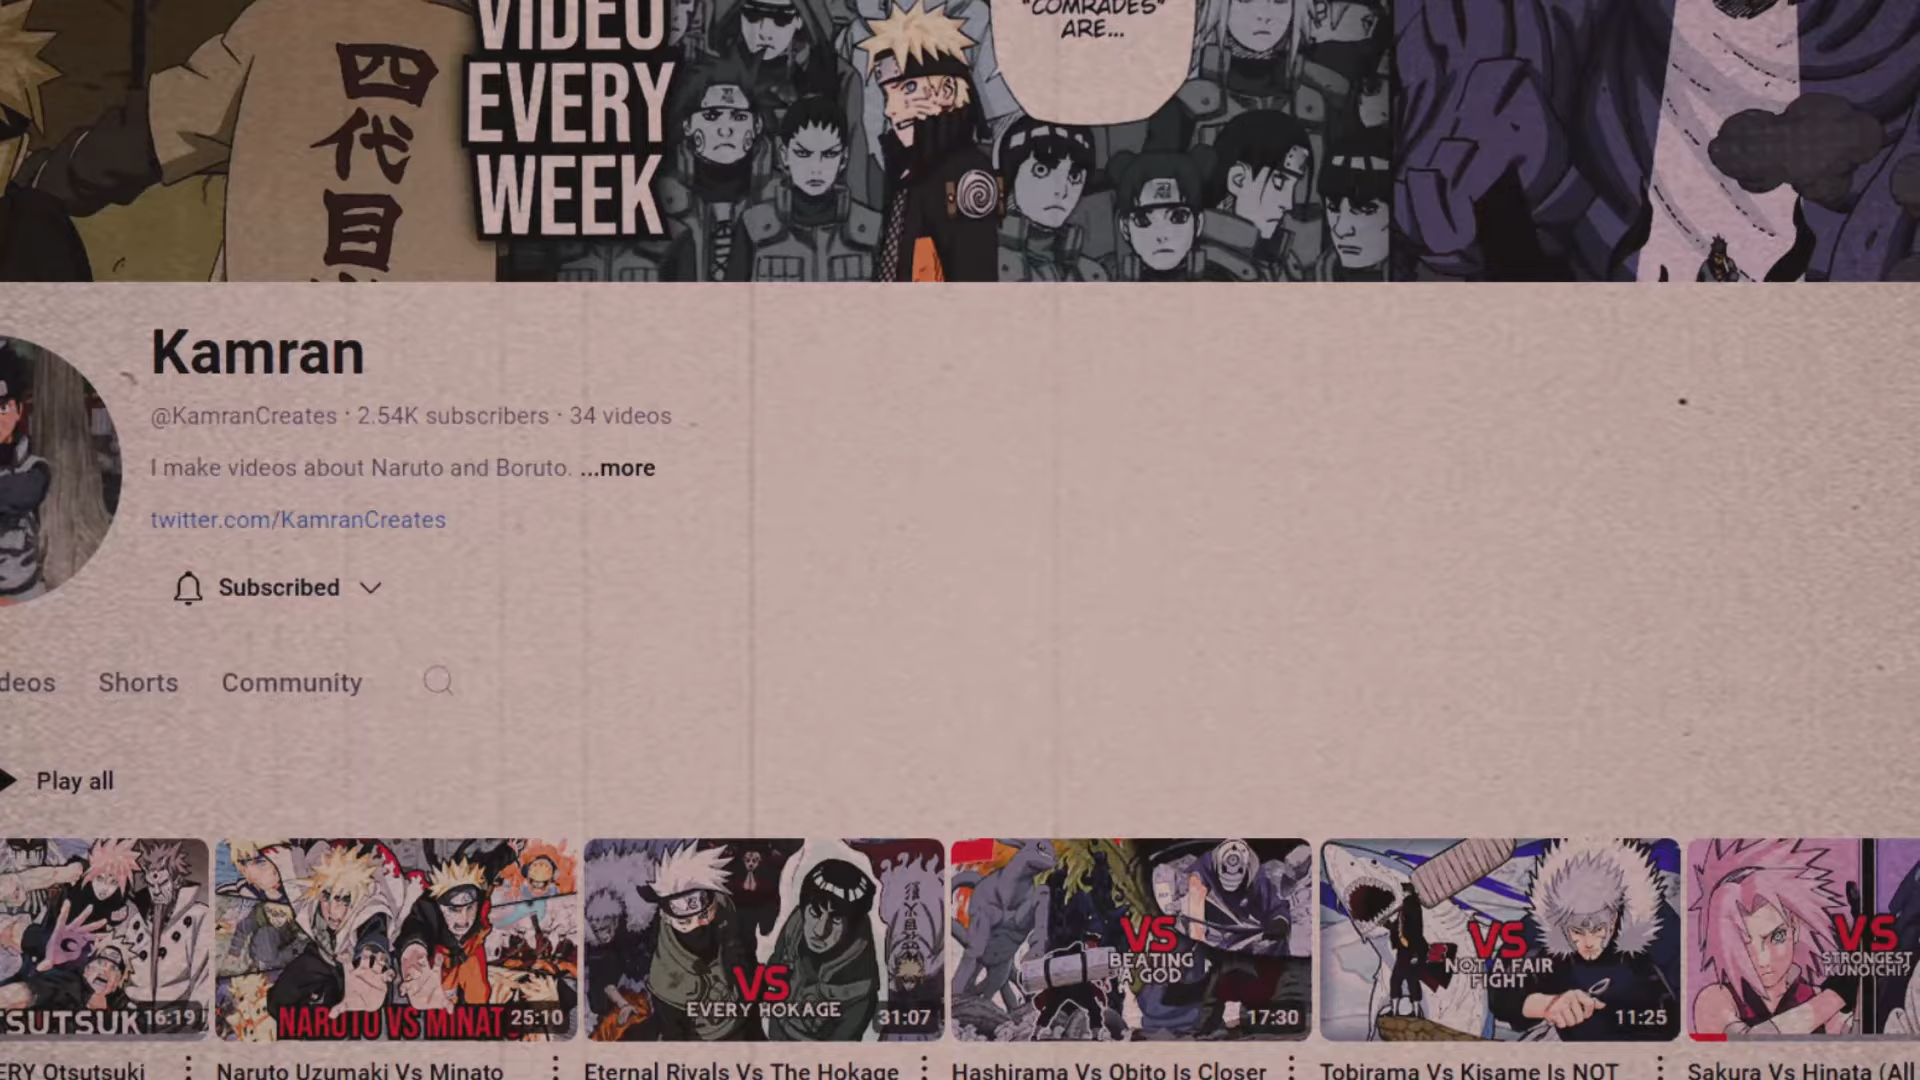 VIDEO
EVERY
WEEK
"COMRADES"
ARE...
四
代
目
Kamran
@KamranCreates · 2.54K subscribers · 34 videos
I make videos about Naruto and Boruto. ...more
twitter.com/KamranCreates
Subscribed
deos Shorts Community
Play all
TSUTSUK 16:19
NARUTO VS MINAT 25:10
VS
EVERY HOKAGE
31:07
VS
BEATING
A GOD
17:30
VS
NOT A FAIR
FIGHT
11:25
VS
STRONGEST
KUNOICHI?
ERY Otsutsuki
Naruto Uzumaki Vs Minato
Eternal Rivals Vs The Hokage
Hashirama Vs Obito Is Closer
Tobirama Vs Kisame Is NOT
Sakura Vs Hinata (All